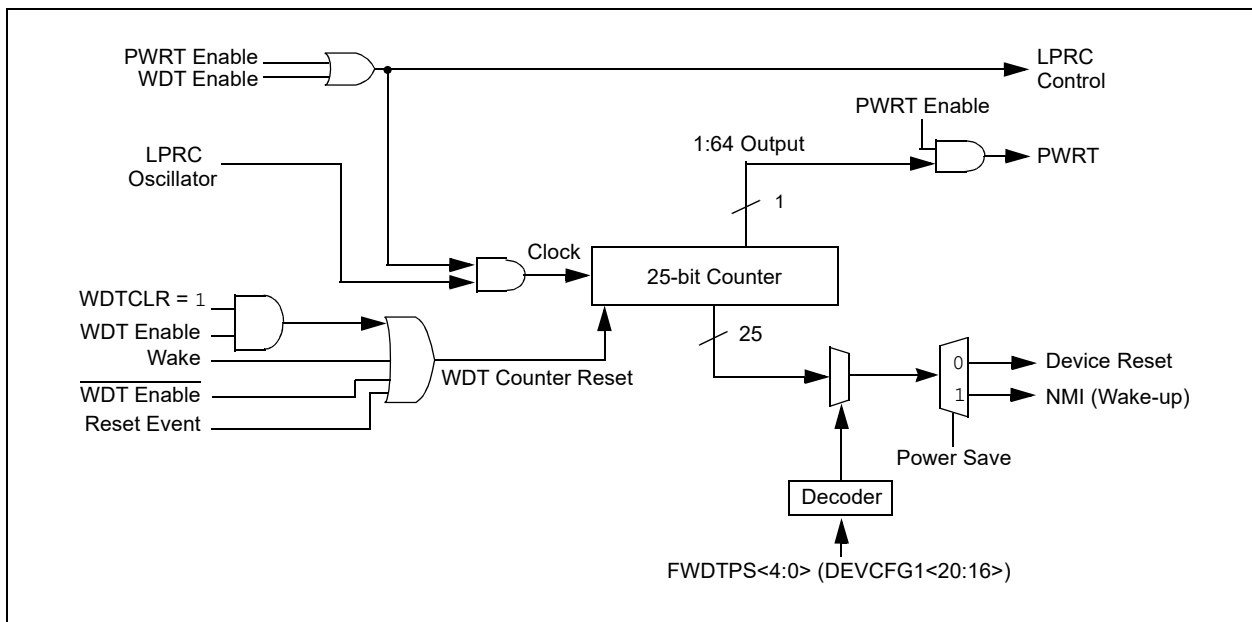 PWRT Enable
WDT Enable
LPRC
Control
PWRT Enable
LPRC
Oscillator
1:64 Output
PWRT
1
Clock
25-bit Counter
WDTCLR = 1
WDT Enable
Wake
WDT Enable
Reset Event
WDT Counter Reset
25
0
1
Device Reset
NMI (Wake-up)
Power Save
Decoder
FWDTPS<4:0> (DEVCFG1<20:16>)